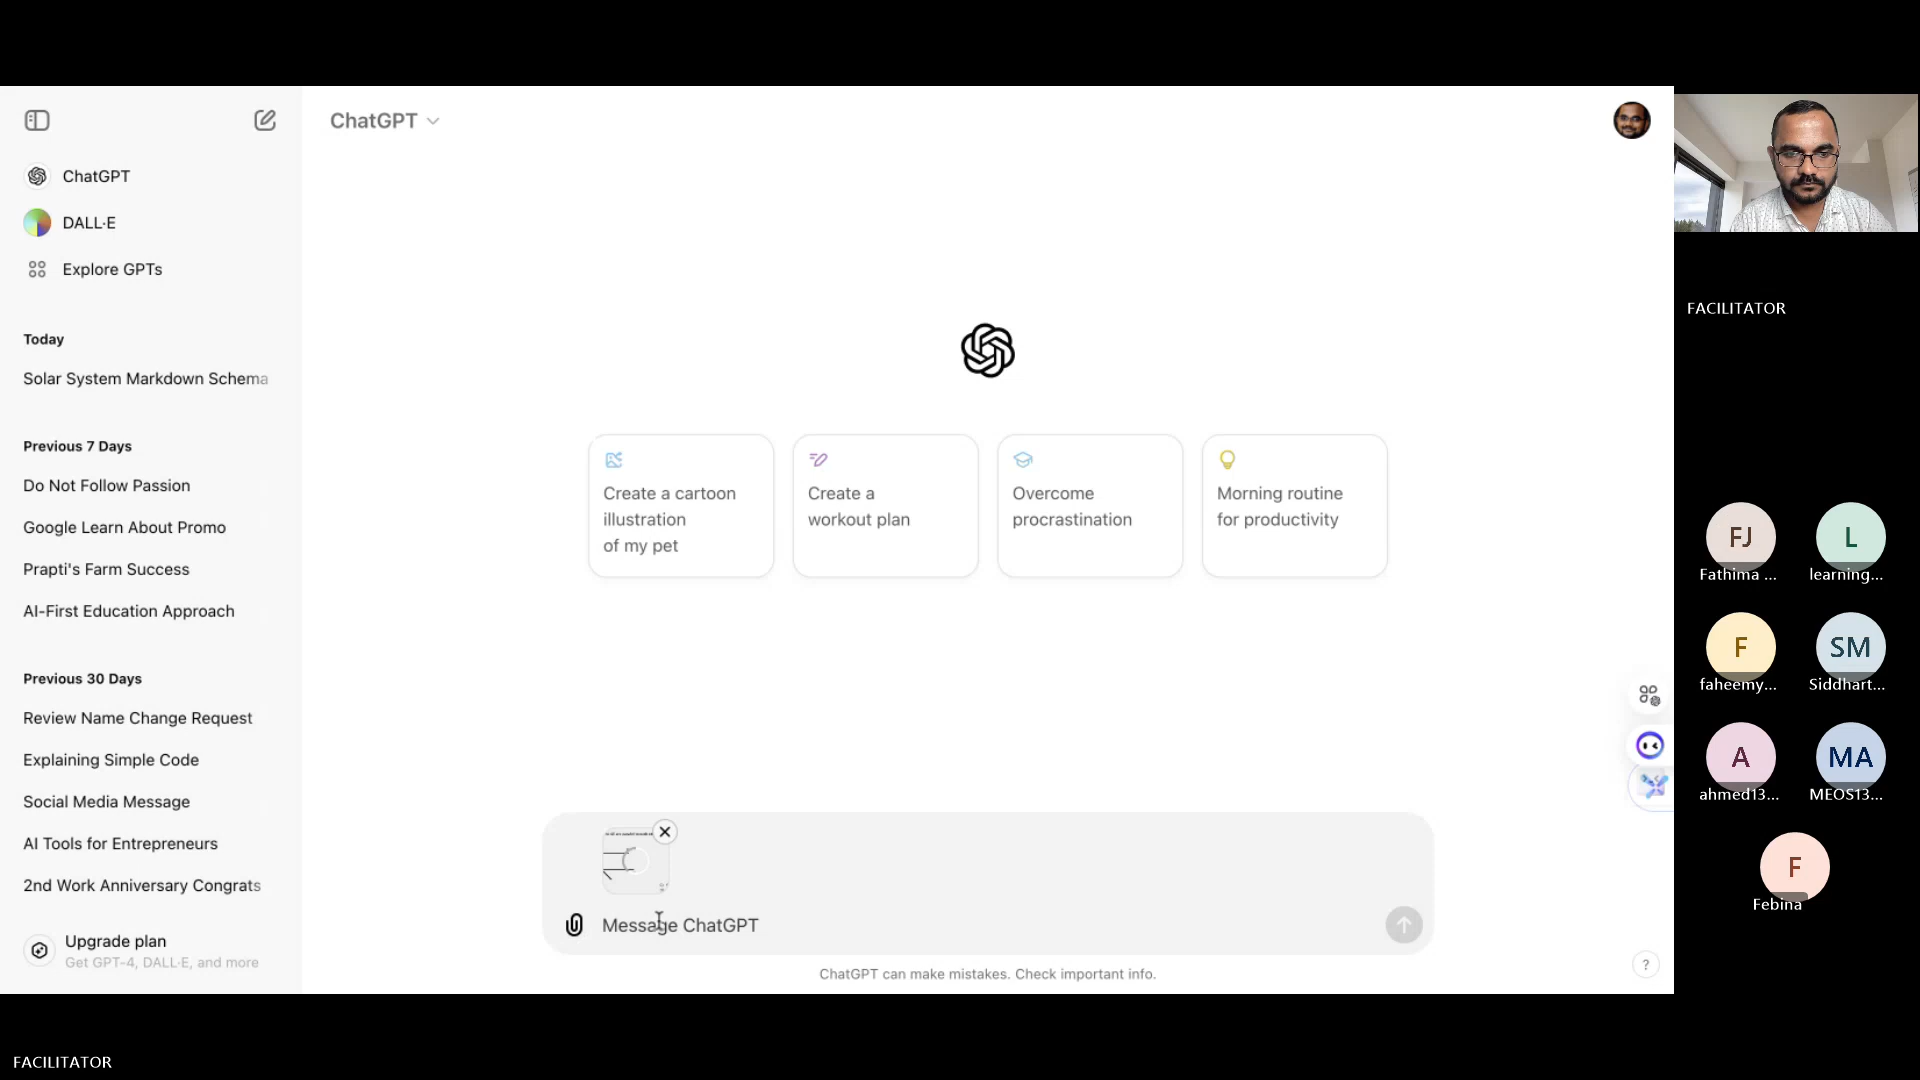 ChatGPT
DALL·E
Explore GPTs
Today
Solar System Markdown Schema
Previous 7 Days
Do Not Follow Passion
Google Learn About Promo
Prapti's Farm Success
AI-First Education Approach
Previous 30 Days
Review Name Change Request
Explaining Simple Code
Social Media Message
AI Tools for Entrepreneurs
2nd Work Anniversary Congrats
Upgrade plan
Get GPT-4, DALL·E, and more
ChatGPT
Create a cartoon
illustration
of my pet
Create a
workout plan
Overcome
procrastination
Morning routine
for productivity
Message ChatGPT
ChatGPT can make mistakes. Check important info.
?
FACILITATOR
FJ
Fathima ...
L
learning...
F
faheemy...
SM
Siddhart...
A
ahmed13...
MA
MEOS13...
F
Febina
FACILITATOR